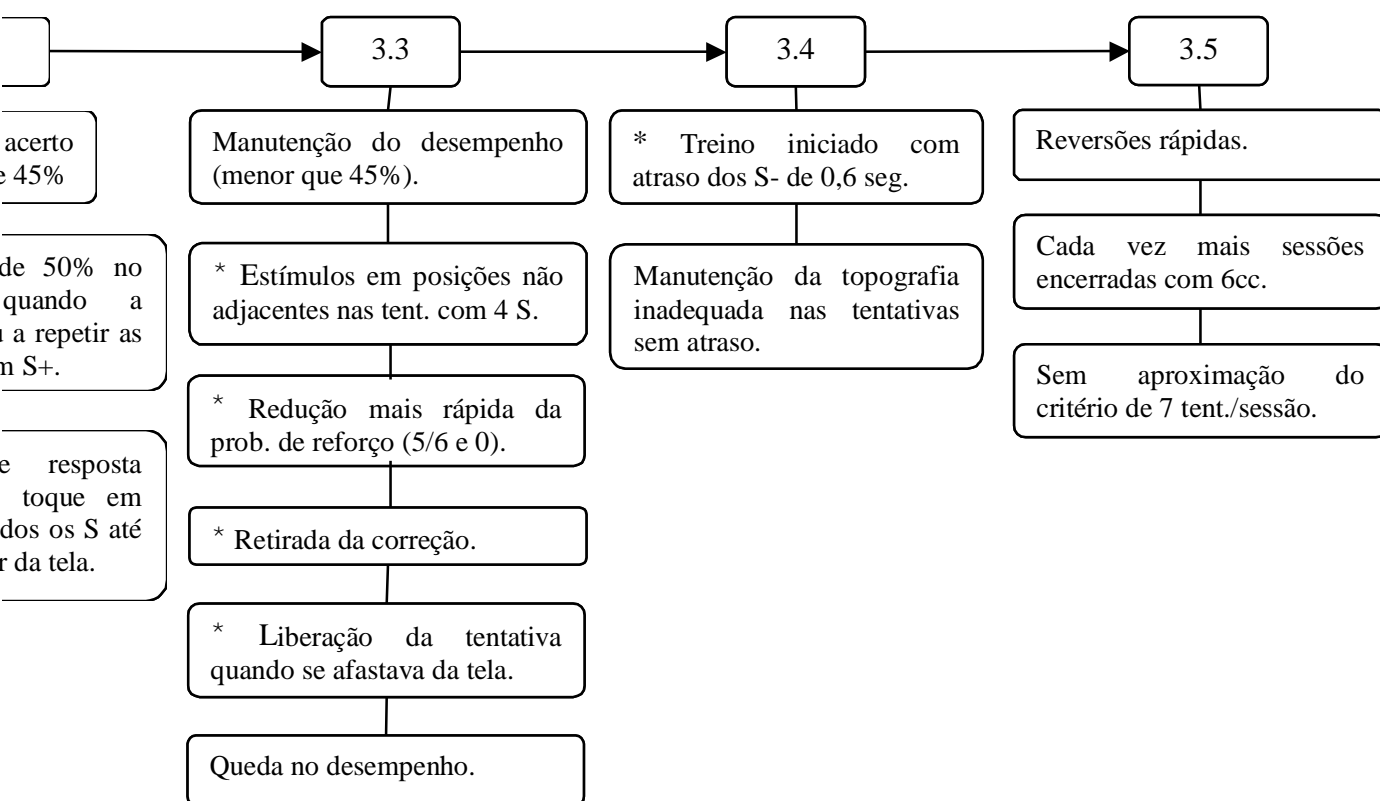 3.3
3.4
3.5
acerto
45%
de 50% no
quando a
a repetir as
S+.
resposta
toque em
os S até
da tela.
Manutenção do desempenho
(menor que 45%).
* Estímulos em posições não
adjacentes nas tent. com 4 S.
* Redução mais rápida da
prob. de reforço (5/6 e 0).
* Retirada da correção.
* Liberação da tentativa
quando se afastava da tela.
Queda no desempenho.
* Treino iniciado com
atraso dos S- de 0,6 seg.
Manutenção da topografia
inadequada nas tentativas
sem atraso.
Reversões rápidas.
Cada vez mais sessões
encerradas com 6cc.
Sem aproximação do
critério de 7 tent./sessão.